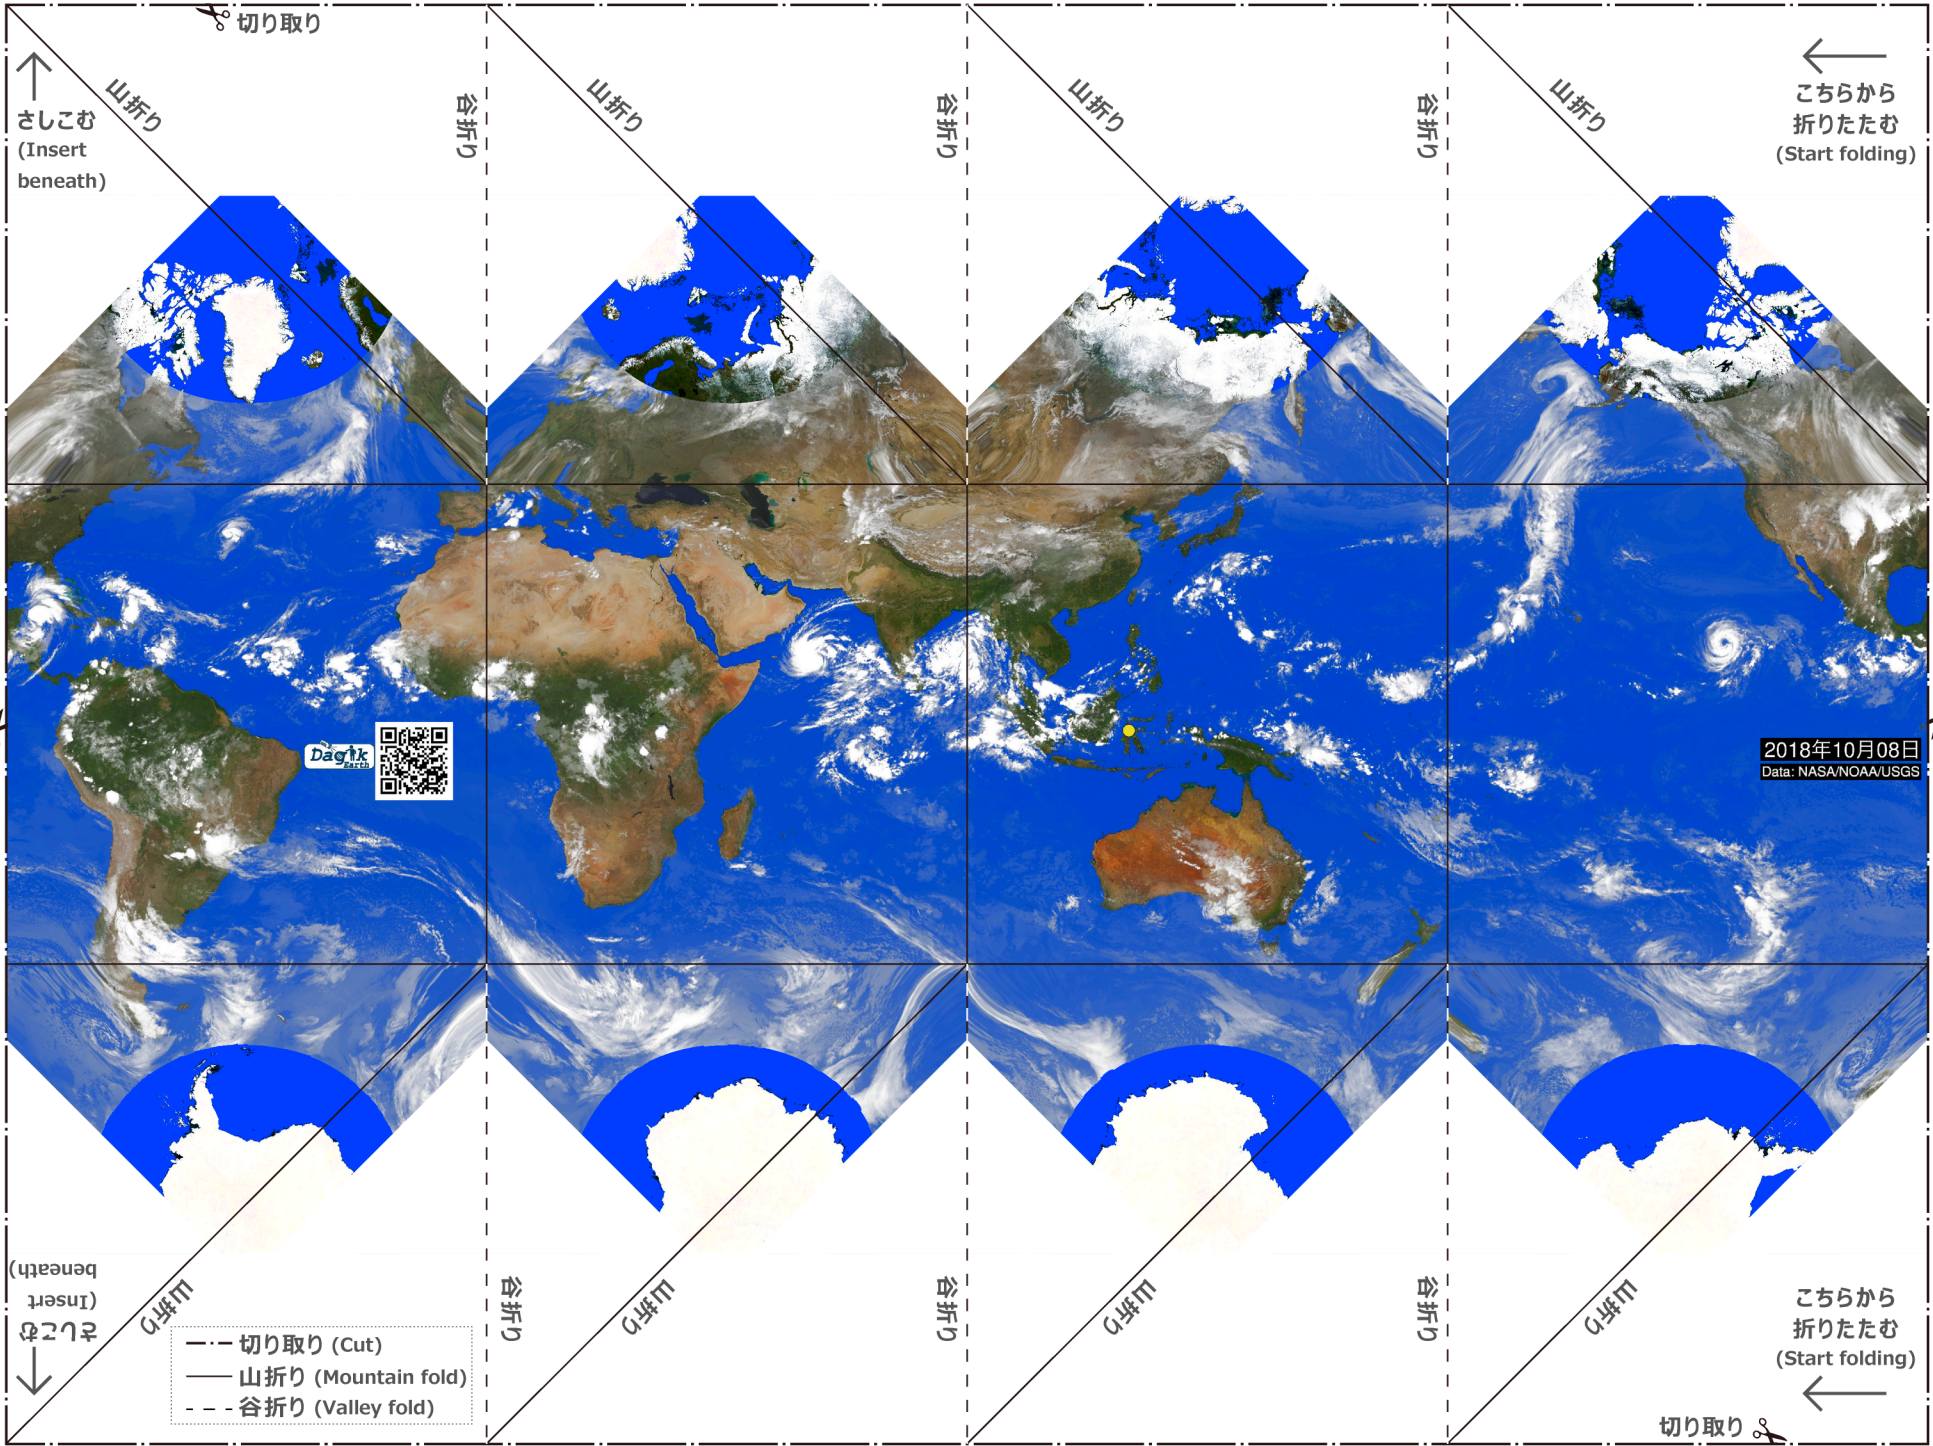 切り取り
こちらから
折りたたむ
(Start folding)
さしこむ
(Insert
beneath)
山折り
谷折り
山折り
谷折り
山折り
谷折り
山折り
Dagik
Earth
2018年10月08日
Data: NASA/NOAA/USGS
さしこむ
(Insert
beneath)
山折り
谷折り
山折り
谷折り
山折り
谷折り
山折り
こちらから
折りたたむ
(Start folding)
切り取り (Cut)
山折り (Mountain fold)
谷折り (Valley fold)
切り取り